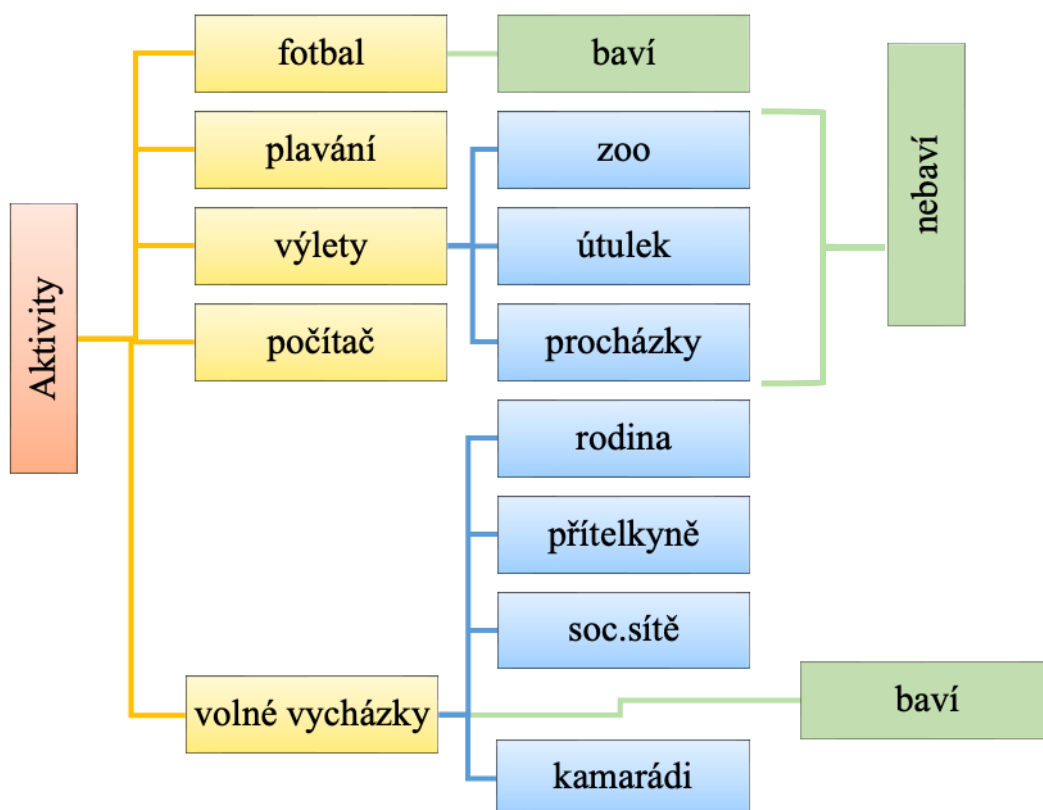 Aktivity
fotbal
baví
plavání
zoo
výlety
útulek
nebaví
počítač
procházky
rodina
přítelkyně
soc.sítě
volné vycházky
baví
kamarádi